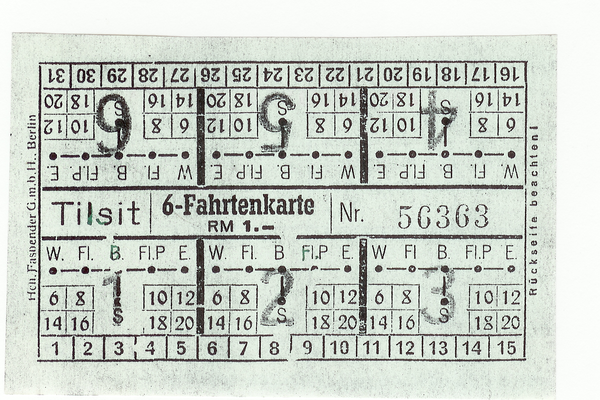 31 30 29 28 27 26 25 24 23 22 21 20 19 18 17 16
20 18 S 16 14 20 18 S 16 14 20 18 S 16 14
12 10 6 8 6 12 10 5 8 6 12 10 4 8 6
E. Fl.P B. Fl. W. E. Fl.P B. Fl. W. E. Fl.P B. Fl. W.
Tilsit 6-Fahrtenkarte Nr. 56363
RM 1.–
W. Fl. B. Fl.P E. W. Fl. B. Fl.P E. W. Fl. B. Fl.P E.
6 8 1 10 12 6 8 2 10 12 6 8 3 10 12
14 16 S 18 20 14 16 S 18 20 14 16 S 18 20
1 2 3 4 5 6 7 8 9 10 11 12 13 14 15
Fasbender G.m.b.H., Berlin
Rückseite beachten!